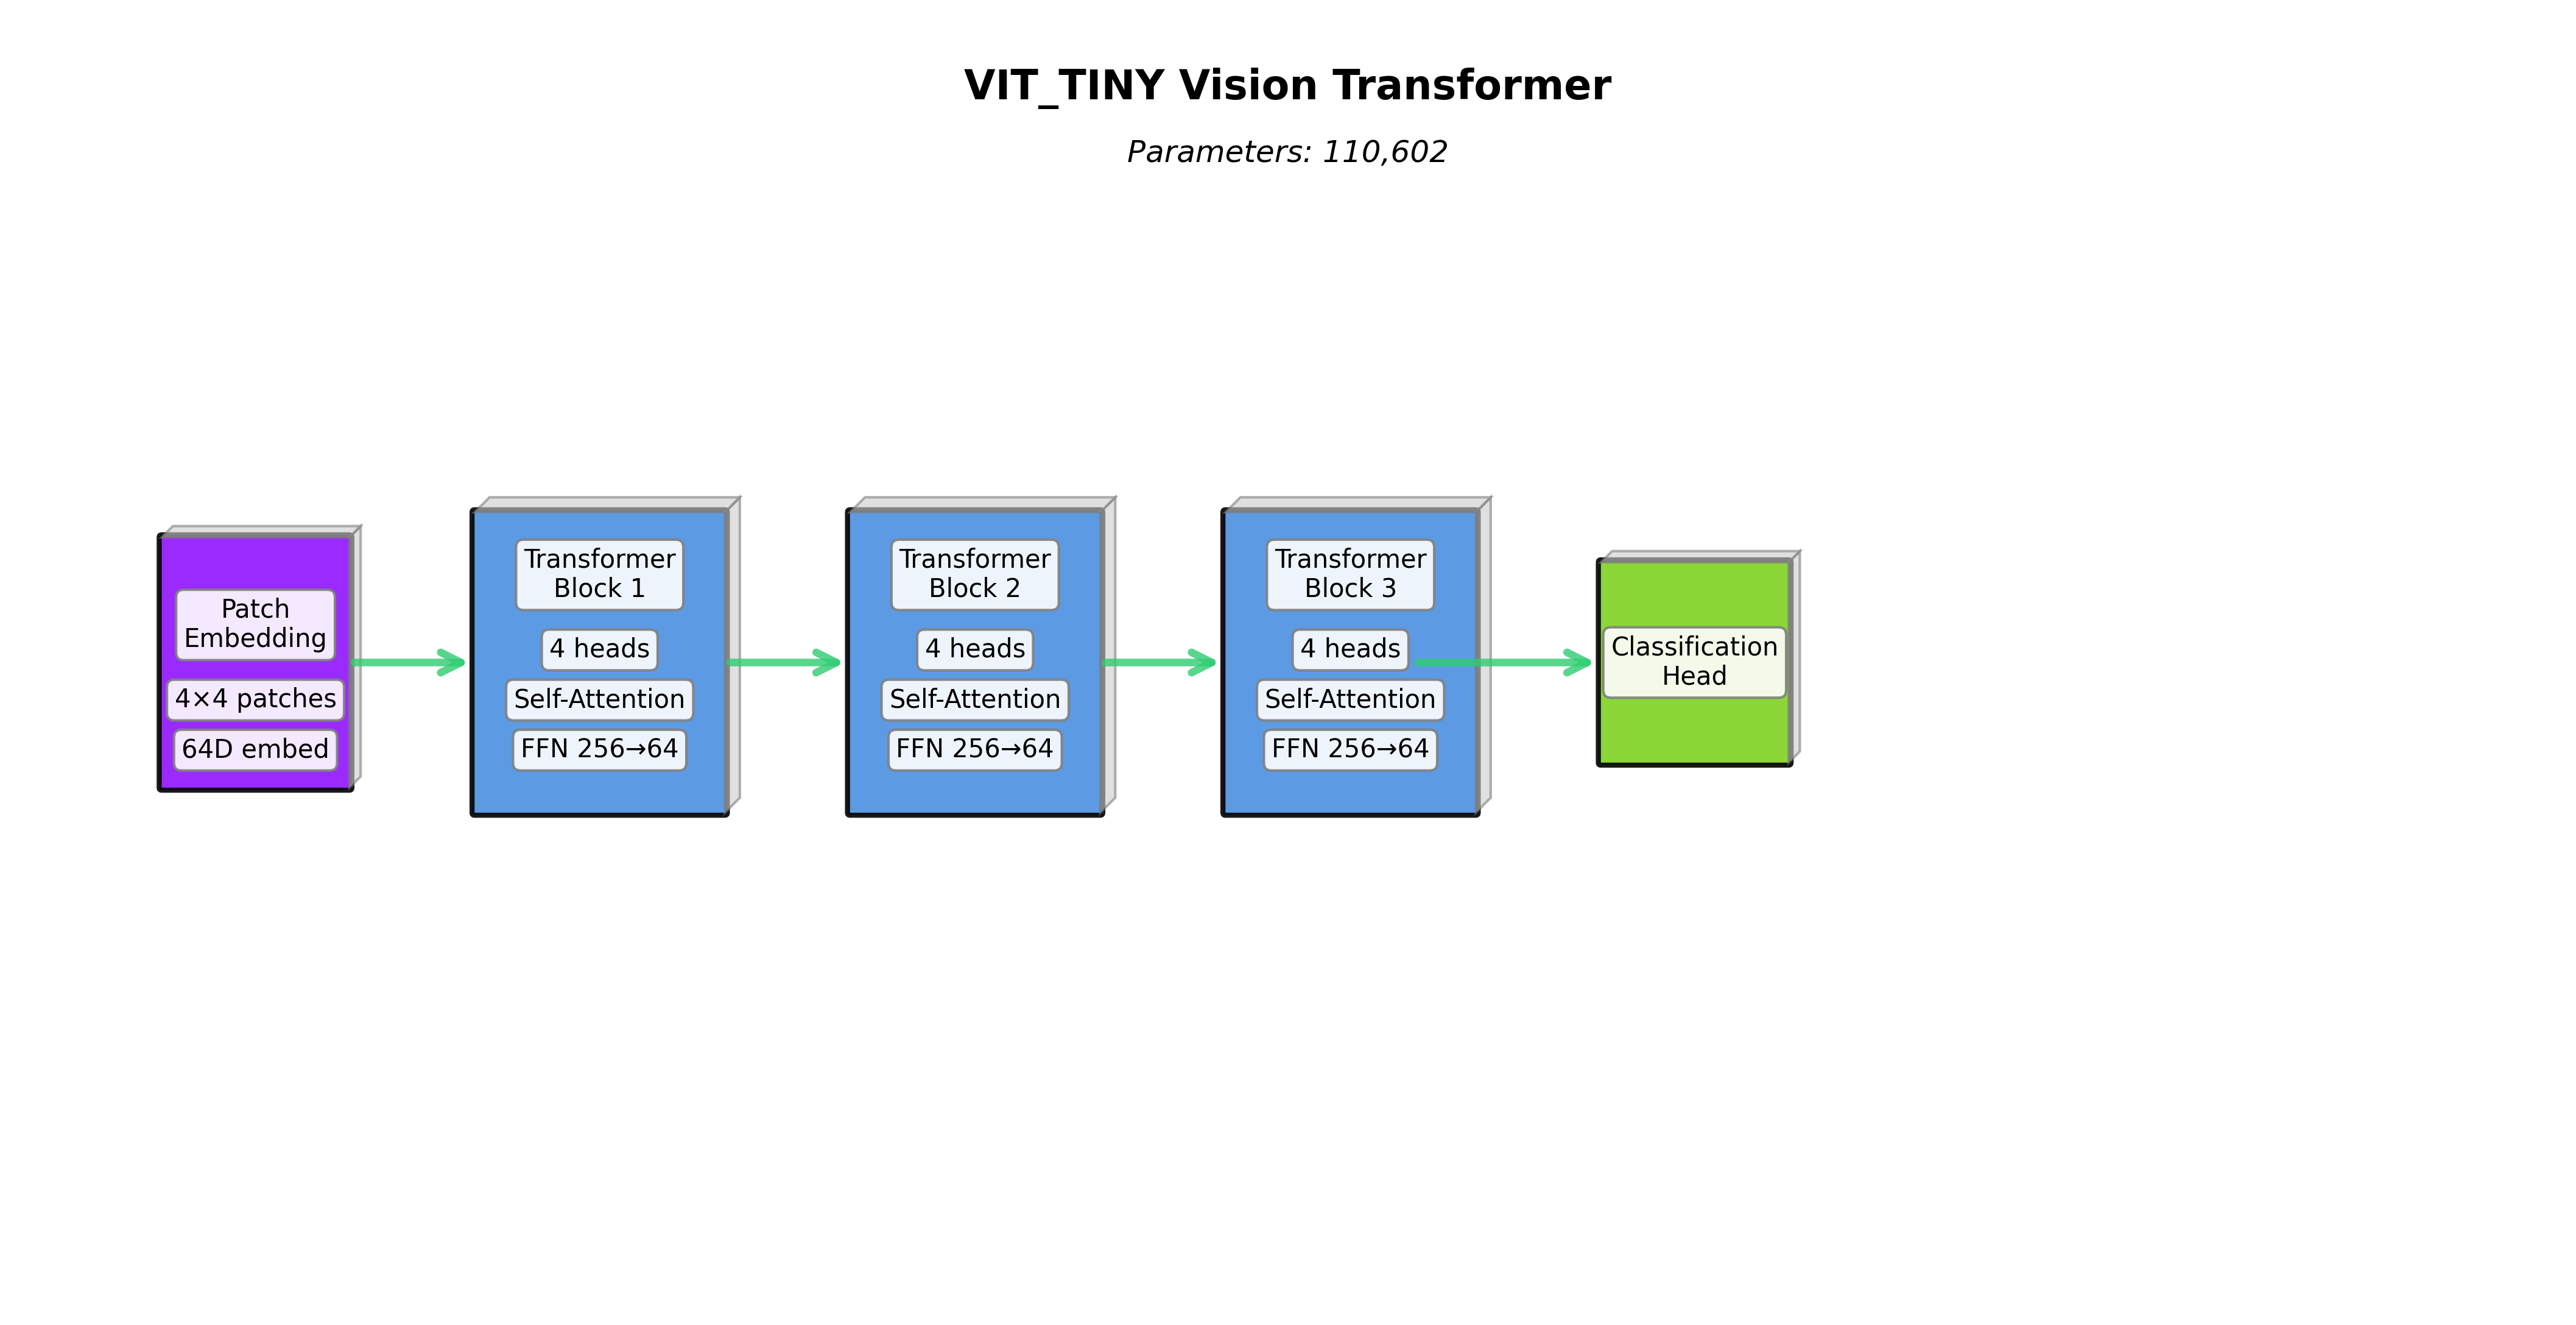 VIT_TINY Vision Transformer
Parameters: 110,602
Patch
Embedding
4×4 patches
64D embed
Transformer
Block 1
4 heads
Self-Attention
FFN 256→64
Transformer
Block 2
4 heads
Self-Attention
FFN 256→64
Transformer
Block 3
4 heads
Self-Attention
FFN 256→64
Classification
Head